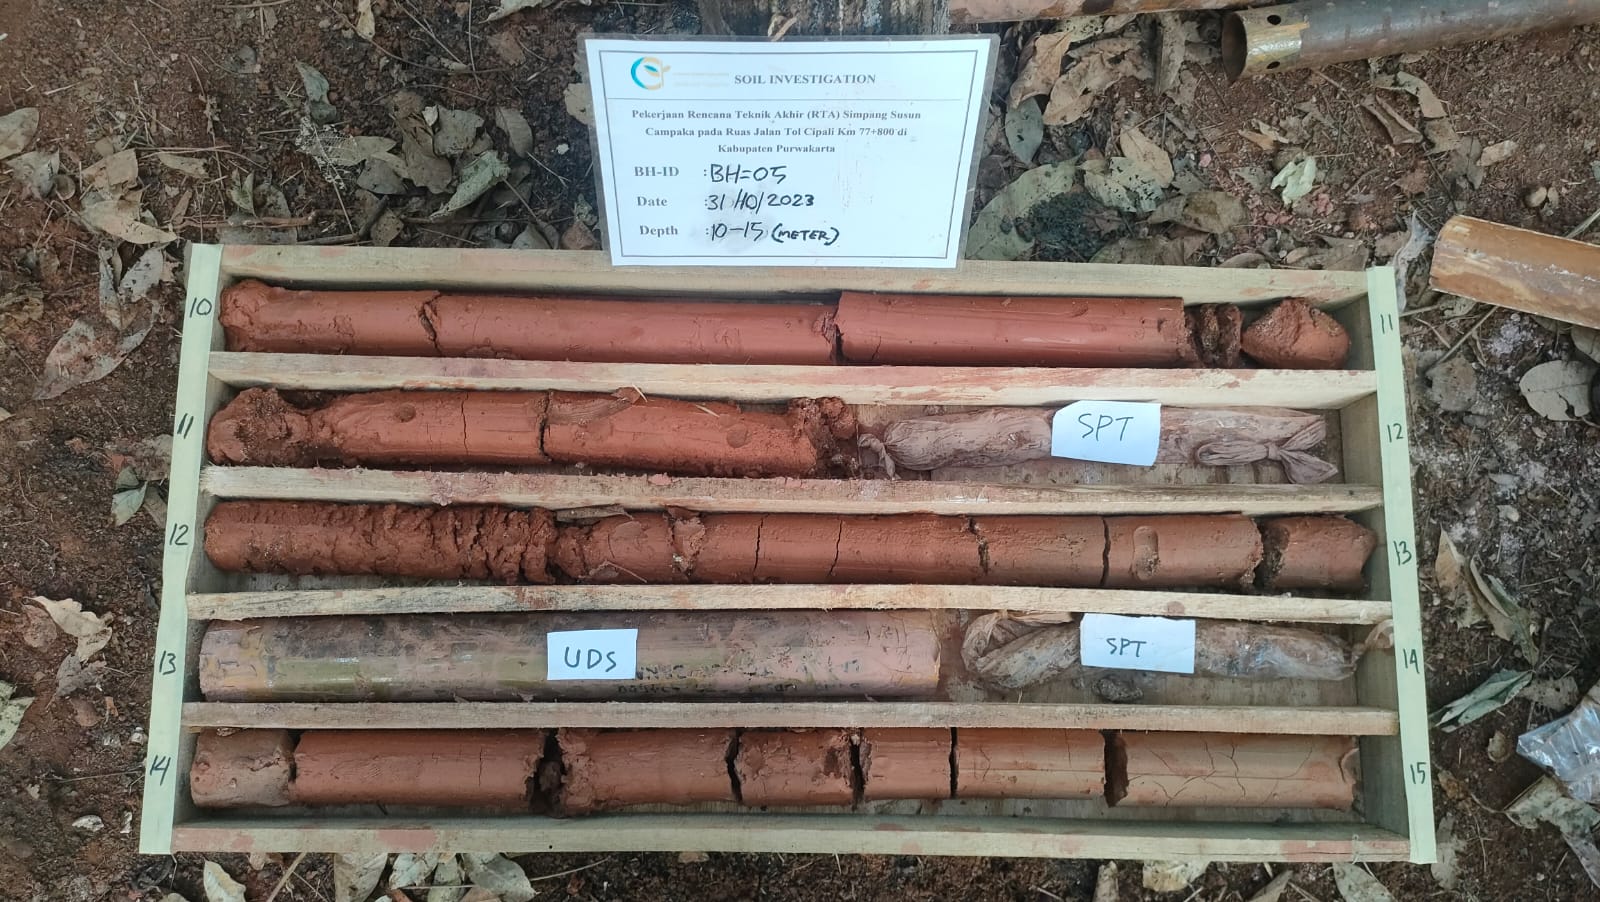 SOIL INVESTIGATION
Pekerjaan Rencana Teknik Akhir (RTA) Simpang Susun
Campaka pada Ruas Jalan Tol Cipali Km 77+800 di
Kabupaten Purwakarta
BH-ID : BH=05
Date : 31/10/2023
Depth : 10-15 (METER)
10
11
11
SPT
12
12
13
13
UDS
SPT
14
14
15